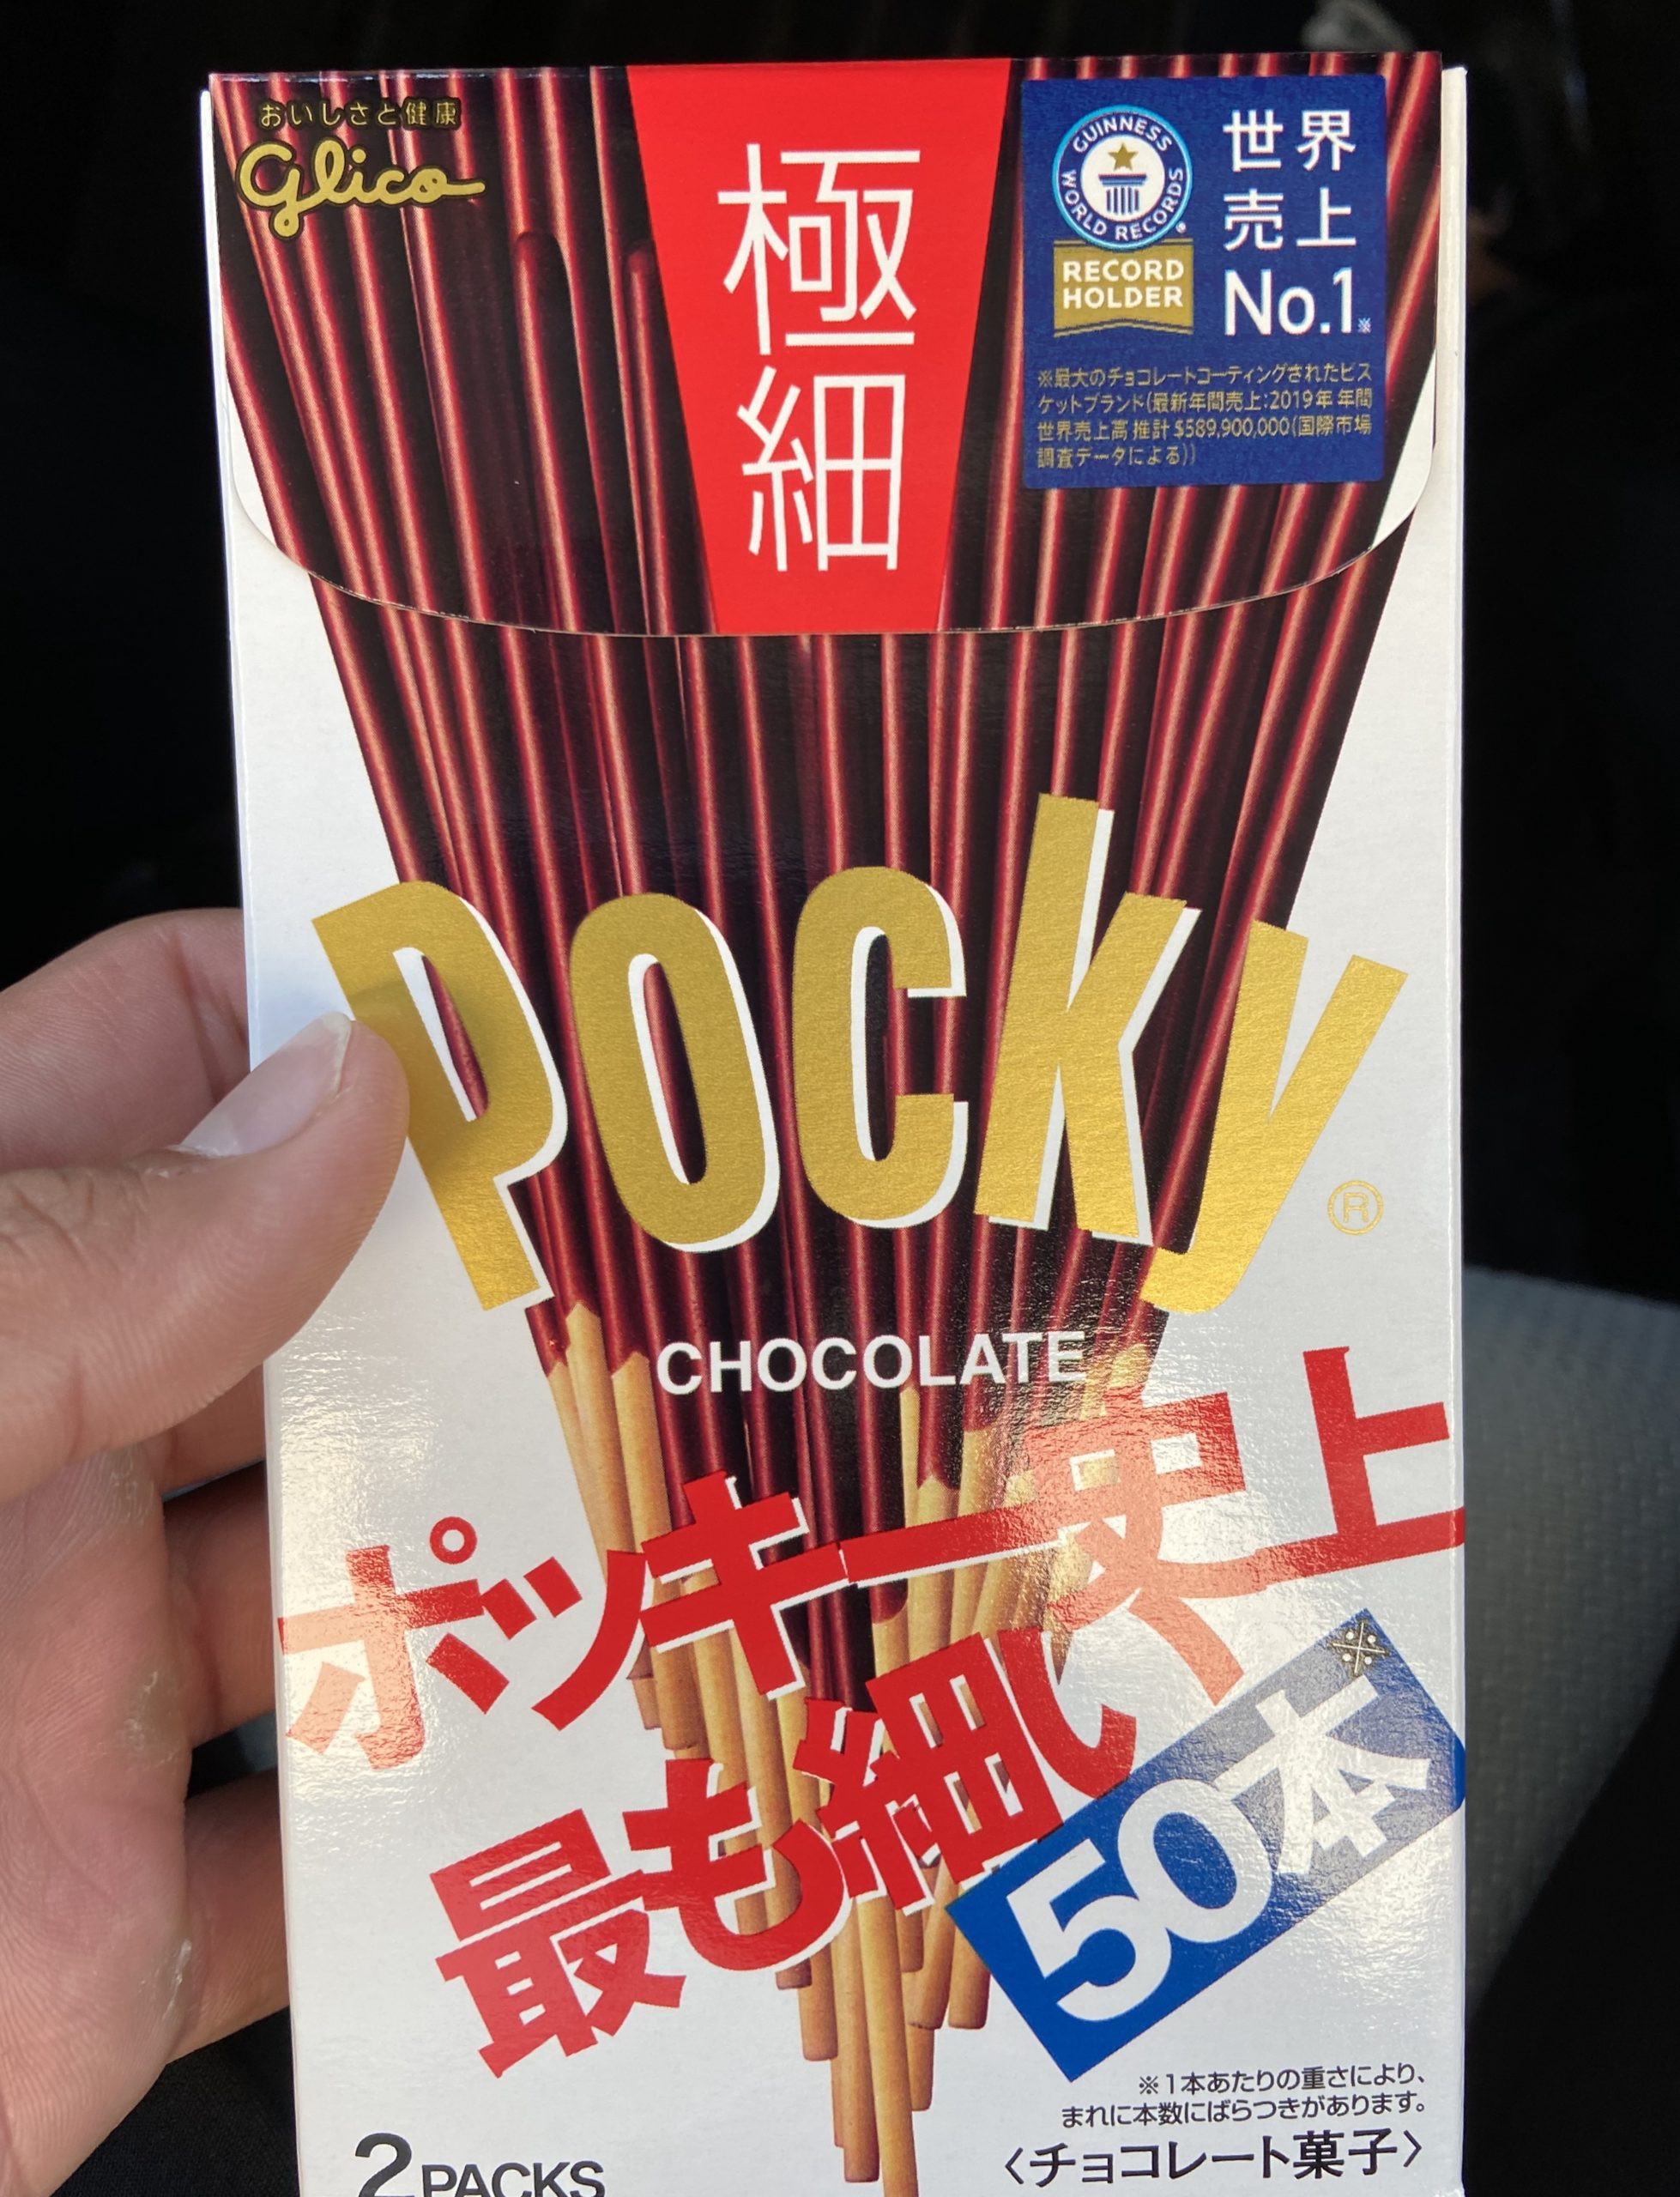 おいしさと健康
glico
極細
GUINNESS WORLD RECORDS
RECORD
HOLDER
世界
売上
No.1※
※最大のチョコレートコーティングされたビス
ケットブランド(最新年間売上:2019年 年間
世界売上高 推計 $589,900,000(国際市場
調査データによる))
Pocky®
CHOCOLATE
ポッキー史上
最も細い
50本※
※1本あたりの重さにより、
まれに本数にばらつきがあります。
2 PACKS
〈チョコレート菓子〉